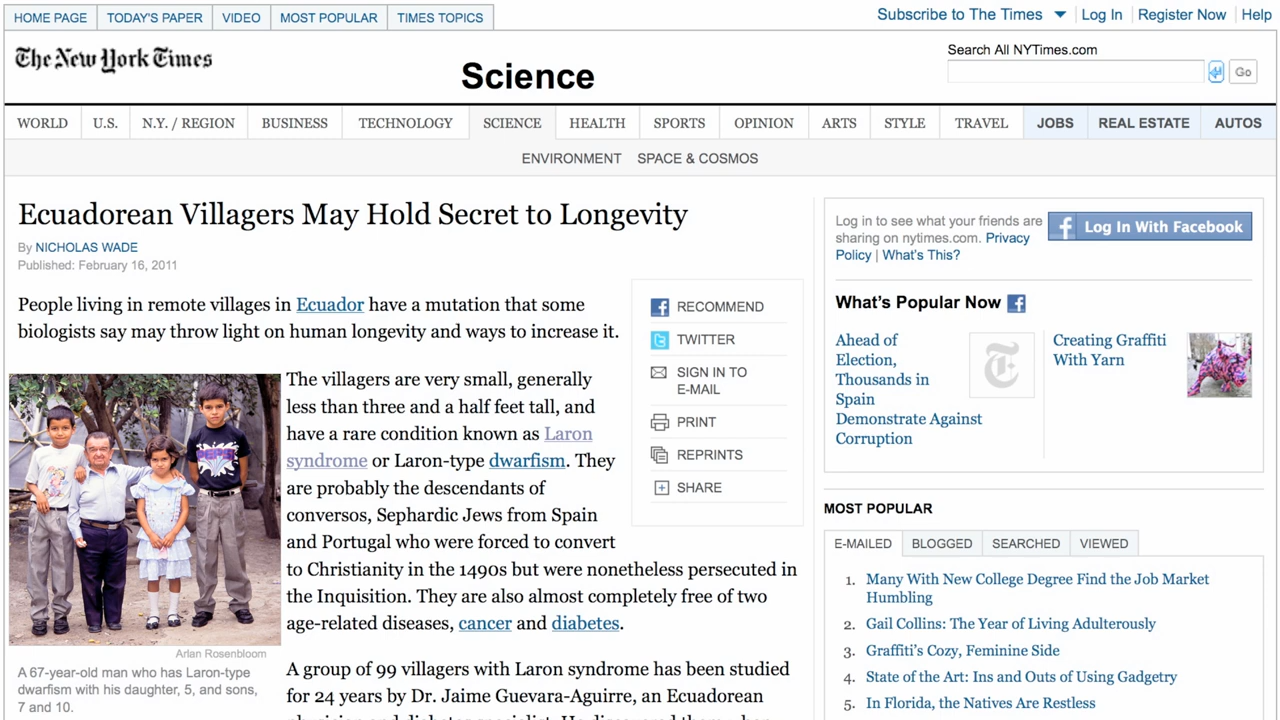 HOME PAGE TODAY'S PAPER VIDEO MOST POPULAR TIMES TOPICS
Subscribe to The Times Log In Register Now Help
The New York Times
Science
Search All NYTimes.com
Go
WORLD U.S. N.Y. / REGION BUSINESS TECHNOLOGY SCIENCE HEALTH SPORTS OPINION ARTS STYLE TRAVEL JOBS REAL ESTATE AUTOS
ENVIRONMENT SPACE & COSMOS
Ecuadorean Villagers May Hold Secret to Longevity
By NICHOLAS WADE
Published: February 16, 2011
People living in remote villages in Ecuador have a mutation that some
biologists say may throw light on human longevity and ways to increase it.
The villagers are very small, generally
less than three and a half feet tall, and
have a rare condition known as Laron
syndrome or Laron-type dwarfism. They
are probably the descendants of
conversos, Sephardic Jews from Spain
and Portugal who were forced to convert
to Christianity in the 1490s but were nonetheless persecuted in
the Inquisition. They are also almost completely free of two
age-related diseases, cancer and diabetes.
A group of 99 villagers with Laron syndrome has been studied
for 24 years by Dr. Jaime Guevara-Aguirre, an Ecuadorean
PEPSI
Arlan Rosenbloom
A 67-year-old man who has Laron-type
dwarfism with his daughter, 5, and sons,
7 and 10.
RECOMMEND
TWITTER
SIGN IN TO
E-MAIL
PRINT
REPRINTS
SHARE
Log in to see what your friends are
sharing on nytimes.com. Privacy
Policy | What's This?
f Log In With Facebook
What's Popular Now f
Ahead of
Election,
Thousands in
Spain
Demonstrate Against
Corruption
T
Creating Graffiti
With Yarn
MOST POPULAR
E-MAILED BLOGGED SEARCHED VIEWED
1. Many With New College Degree Find the Job Market
Humbling
2. Gail Collins: The Year of Living Adulterously
3. Graffiti's Cozy, Feminine Side
4. State of the Art: Ins and Outs of Using Gadgetry
5. In Florida, the Natives Are Restless